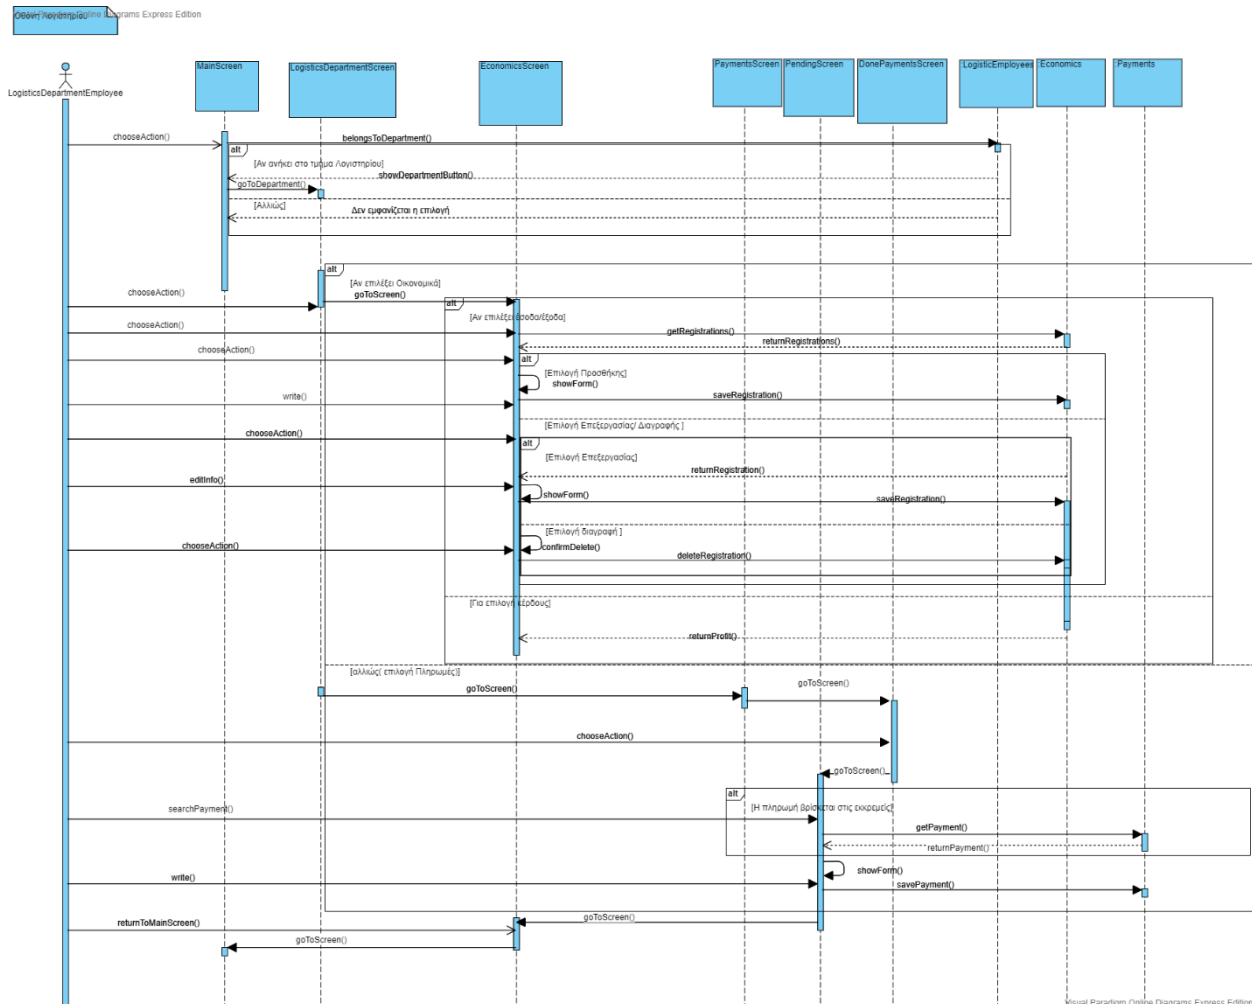 Visual Paradigm Online Diagrams Express Edition
Οθόνη Λογιστηρίου
MainScreen
LogisticsDepartmentScreen
EconomicsScreen
PaymentsScreen
PendingScreen
DonePaymentsScreen
:LogisticEmployees
:Economics
:Payments
LogisticsDepartmentEmployee
chooseAction()
belongsToDepartment()
alt
[Αν ανήκει στο τμήμα Λογιστηρίου]
showDepartmentButton()
goToDepartment()
[Αλλιώς]
Δεν εμφανίζεται η επιλογή
alt
[Αν επιλέξει Οικονομικά]
chooseAction()
goToScreen()
alt
[Αν επιλέξει έσοδα/έξοδα]
chooseAction()
getRegistrations()
returnRegistrations()
chooseAction()
alt
[Επιλογή Προσθήκης]
showForm()
write()
saveRegistration()
[Επιλογή Επεξεργασίας/ Διαγραφής ]
chooseAction()
alt
[Επιλογή Επεξεργασίας]
returnRegistration()
editInfo()
showForm()
saveRegistration()
[Επιλογή διαγραφή ]
chooseAction()
confirmDelete()
deleteRegistration()
[Για επιλογή κέρδους]
returnProfit()
[αλλιώς( επιλογή Πληρωμές)]
goToScreen()
goToScreen()
chooseAction()
goToScreen()
alt
[Η πληρωμή βρίσκεται στις εκκρεμείς]
searchPayment()
getPayment()
returnPayment()
showForm()
write()
savePayment()
goToScreen()
returnToMainScreen()
goToScreen()
Visual Paradigm Online Diagrams Express Edition